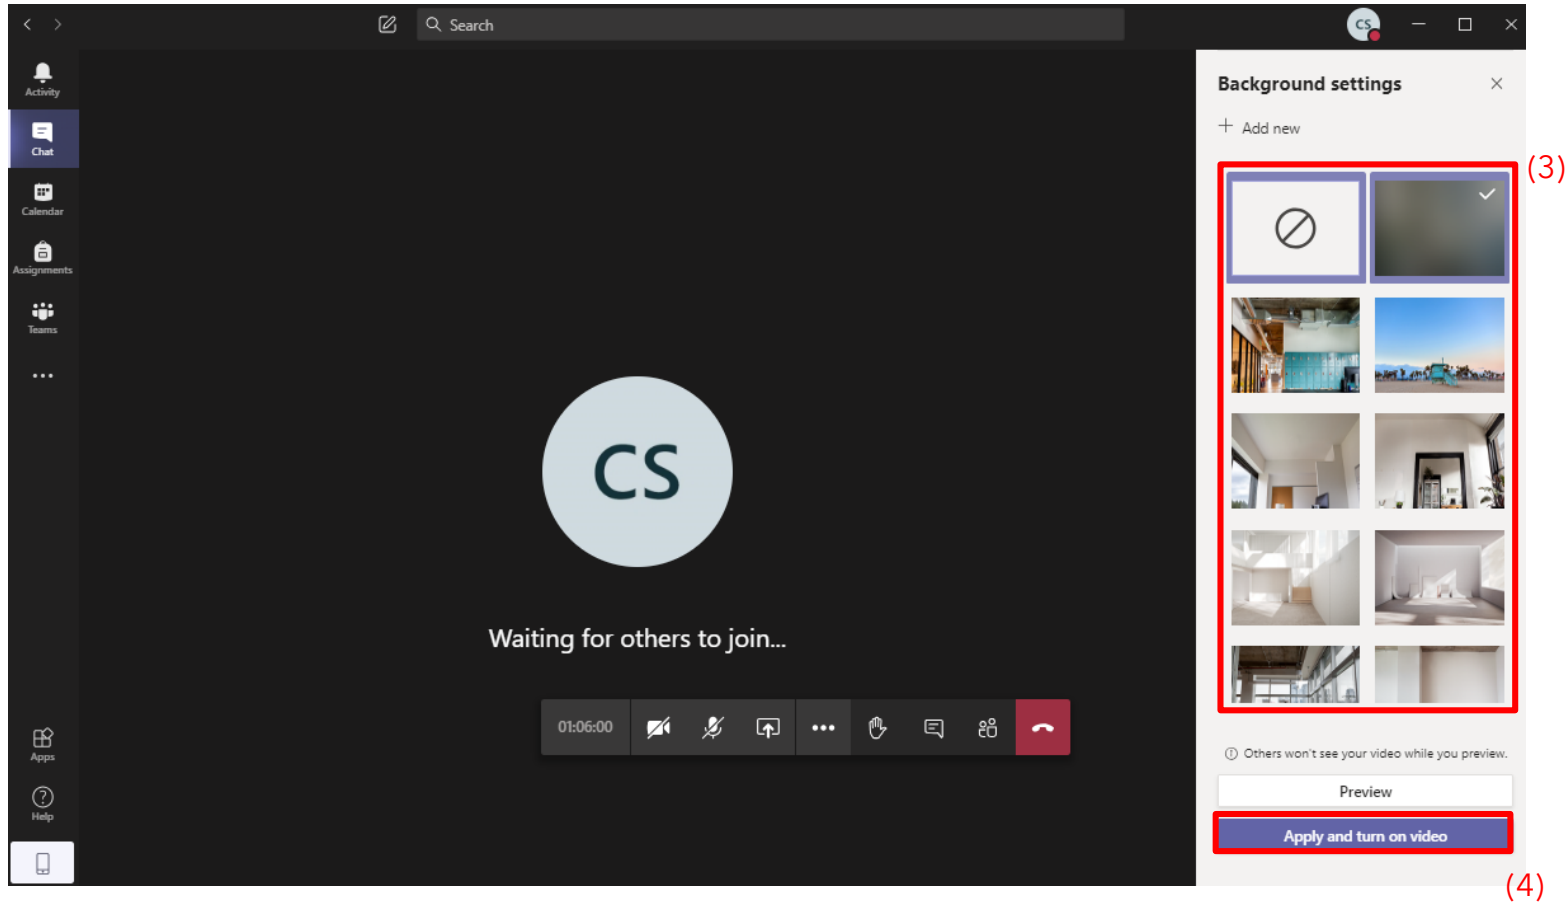 Search
CS
Activity
Chat
Calendar
Assignments
Teams
Apps
Help
CS
Waiting for others to join...
01:06:00
Background settings
Add new
(3)
Others won't see your video while you preview.
Preview
Apply and turn on video
(4)